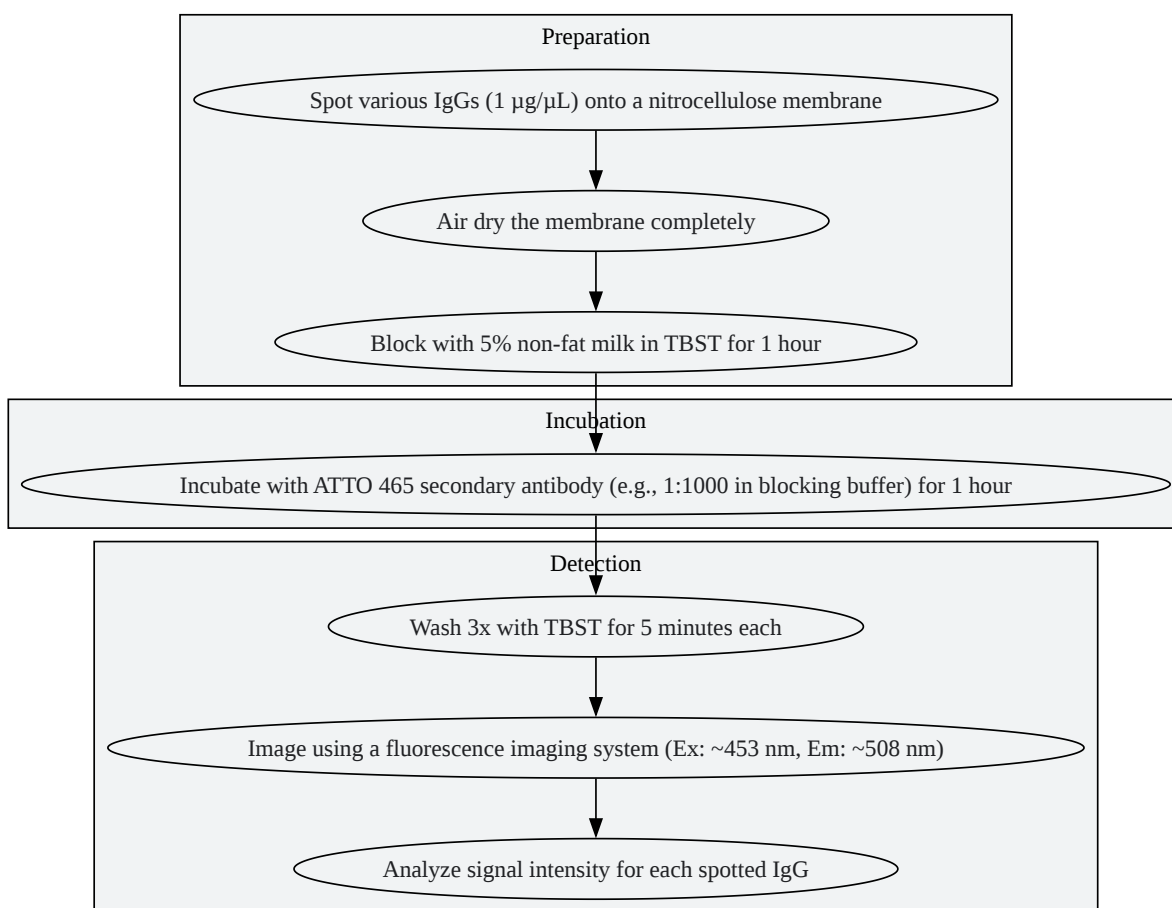 Preparation
Spot various IgGs (1 µg/µL) onto a nitrocellulose membrane
Air dry the membrane completely
Block with 5% non-fat milk in TBST for 1 hour
Incubation
Incubate with ATTO 465 secondary antibody (e.g., 1:1000 in blocking buffer) for 1 hour
Detection
Wash 3x with TBST for 5 minutes each
Image using a fluorescence imaging system (Ex: ~453 nm, Em: ~508 nm)
Analyze signal intensity for each spotted IgG